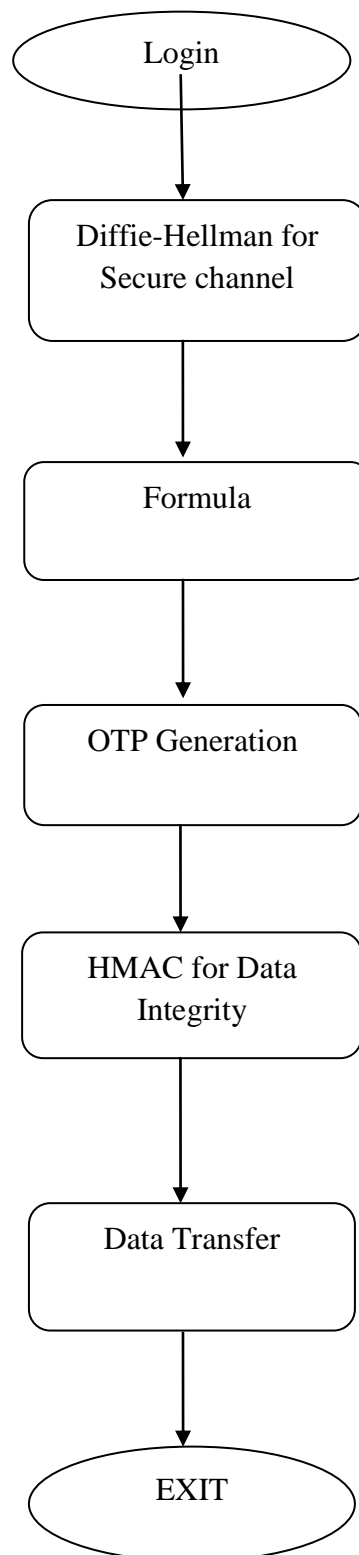 Login
Diffie-Hellman for
Secure channel
Formula
OTP Generation
HMAC for Data
Integrity
Data Transfer
EXIT